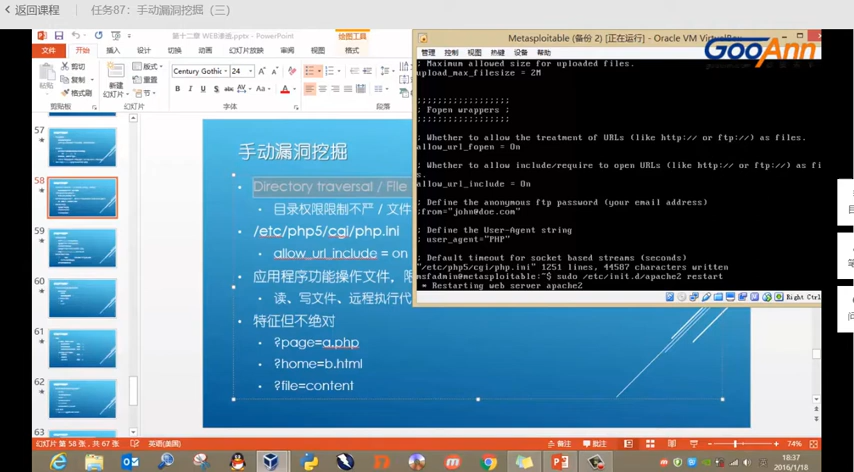 返回课程
任务87：手动漏洞挖掘（三）
第十二章 WEB渗透.pptx - PowerPoint
绘图工具
文件
开始
插入
设计
动画
幻灯片放映
审阅
视图
格式
粘贴
剪切
复制
格式刷
新建
幻灯片
版式
重置
节
Century Gothic
24
剪贴板
幻灯片
字体
段落
57
58
59
60
61
62
63
手动漏洞挖掘
Directory traversal / File
目录权限限制不严 / 文件
/etc/php5/cgi/php.ini
allow_url_include = on
应用程序功能操作文件，限
读、写文件、远程执行代
特征但不绝对
?page=a.php
?home=b.html
?file=content
Metasploitable (备份 2) [正在运行] - Oracle VM VirtualBox
GooAnn
管理 控制 视图 热键 设备 帮助
; Maximum allowed size for uploaded files.
upload_max_filesize = 2M
;;;;;;;;;;;;;;;;;;
; Fopen wrappers ;
;;;;;;;;;;;;;;;;;;
; Whether to allow the treatment of URLs (like http:// or ftp://) as files.
allow_url_fopen = On
; Whether to allow include/require to open URLs (like http:// or ftp://) as fi
s.
allow_url_include = On
; Define the anonymous ftp password (your email address)
;from="john@doe.com"
; Define the User-Agent string
; user_agent="PHP"
; Default timeout for socket based streams (seconds)
"/etc/php5/cgi/php.ini" 1251 lines, 44587 characters written
msfadmin@metasploitable:~$ sudo /etc/init.d/apache2 restart
* Restarting web server apache2
Right Ctrl
幻灯片 第 58 张，共 67 张
英语(美国)
备注
批注
74%
18:37
2016/1/18